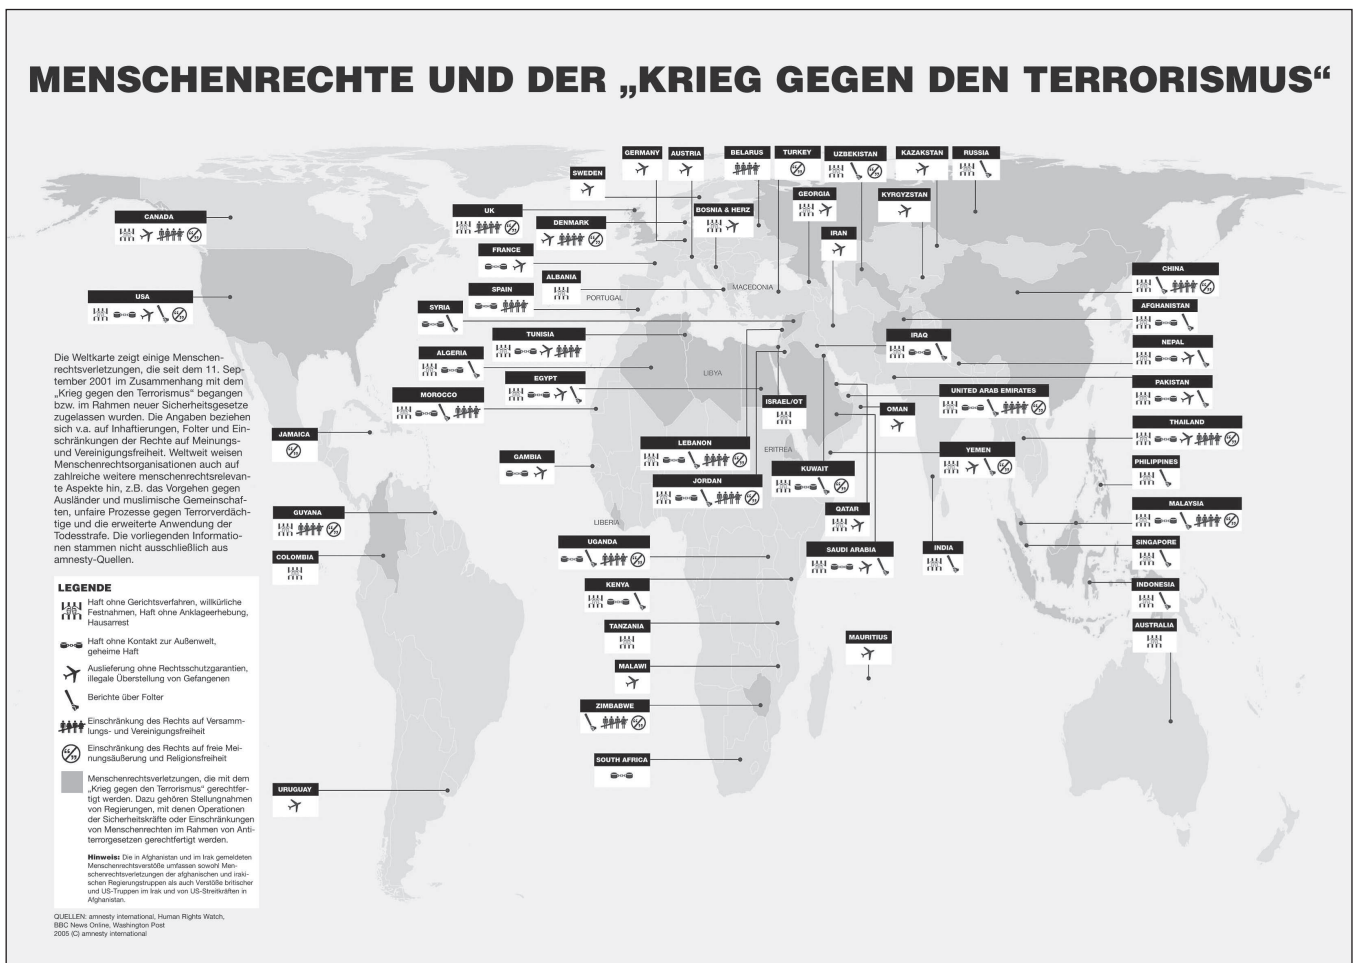 MENSCHENRECHTE UND DER „KRIEG GEGEN DEN TERRORISMUS“
GERMANY
AUSTRIA
BELARUS
TURKEY
UZBEKISTAN
KAZAKSTAN
RUSSIA
SWEDEN
GEORGIA
KYRGYZSTAN
CANADA
UK
DENMARK
BOSNIA & HERZ
IRAN
FRANCE
ALBANIA
CHINA
SPAIN
MACEDONIA
USA
PORTUGAL
SYRIA
AFGHANISTAN
TUNISIA
IRAQ
NEPAL
ALGERIA
LIBYA
EGYPT
PAKISTAN
MOROCCO
UNITED ARAB EMIRATES
ISRAEL/OT
OMAN
THAILAND
JAMAICA
LEBANON
ERITREA
YEMEN
GAMBIA
PHILIPPINES
KUWAIT
JORDAN
MALAYSIA
GUYANA
QATAR
LIBERIA
UGANDA
SAUDI ARABIA
INDIA
SINGAPORE
COLOMBIA
KENYA
INDONESIA
TANZANIA
MAURITIUS
AUSTRALIA
MALAWI
ZIMBABWE
SOUTH AFRICA
URUGUAY
Die Weltkarte zeigt einige Menschen-
rechtsverletzungen, die seit dem 11. Sep-
tember 2001 im Zusammenhang mit dem
„Krieg gegen den Terrorismus“ begangen
bzw. im Rahmen neuer Sicherheitsgesetze
zugelassen wurden. Die Angaben beziehen
sich v.a. auf Inhaftierungen, Folter und Ein-
schränkungen der Rechte auf Meinungs-
und Vereinigungsfreiheit. Weltweit weisen
Menschenrechtsorganisationen auch auf
zahlreiche weitere menschenrechtsrelevan-
te Aspekte hin, z.B. das Vorgehen gegen
Ausländer und muslimische Gemeinschaf-
ten, unfaire Prozesse gegen Terrorverdäch-
tige und die erweiterte Anwendung der
Todesstrafe. Die vorliegenden Informatio-
nen stammen nicht ausschließlich aus
amnesty-Quellen.
LEGENDE
Haft ohne Gerichtsverfahren, willkürliche
Festnahmen, Haft ohne Anklageerhebung,
Hausarrest
Haft ohne Kontakt zur Außenwelt,
geheime Haft
Auslieferung ohne Rechtsschutzgarantien,
illegale Überstellung von Gefangenen
Berichte über Folter
Einschränkung des Rechts auf Versamm-
lungs- und Vereinigungsfreiheit
Einschränkung des Rechts auf freie Mei-
nungsäußerung und Religionsfreiheit
Menschenrechtsverletzungen, die mit dem
„Krieg gegen den Terrorismus“ gerechtfer-
tigt werden. Dazu gehören Stellungnahmen
von Regierungen, mit denen Operationen
der Sicherheitskräfte oder Einschränkungen
von Menschenrechten im Rahmen von Anti-
terrorgesetzen gerechtfertigt werden.
Hinweis: Die in Afghanistan und im Irak gemeldeten
Menschenrechtsverstöße umfassen sowohl Men-
schenrechtsverletzungen der afghanischen und iraki-
schen Regierungstruppen als auch Verstöße britischer
und US-Truppen im Irak und von US-Streitkräften in
Afghanistan.
QUELLEN: amnesty international, Human Rights Watch,
BBC News Online, Washington Post
2005 (C) amnesty international